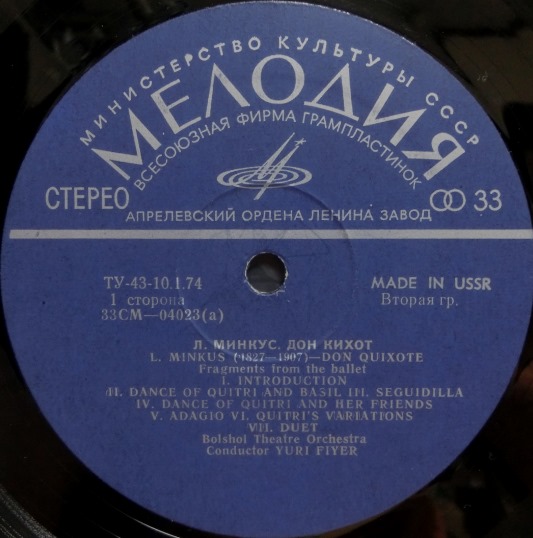 МИНИСТЕРСТВО КУЛЬТУРЫ СССР
МЕЛОДИЯ
ВСЕСОЮЗНАЯ ФИРМА ГРАМПЛАСТИНОК
СТЕРЕО
33
АПРЕЛЕВСКИЙ ОРДЕНА ЛЕНИНА ЗАВОД
ТУ-43-10.1.74
MADE IN USSR
1 сторона
Вторая гр.
33СМ—04023(а)
Л. МИНКУС. ДОН КИХОТ
L. MINKUS (1827—1907)—DON QUIXOTE
Fragments from the ballet
I. INTRODUCTION
II. DANCE OF QUITRI AND BASIL III. SEGUIDILLA
IV. DANCE OF QUITRI AND HER FRIENDS
V. ADAGIO VI. QUITRI'S VARIATIONS
VII. DUET
Bolshoi Theatre Orchestra
Conductor YURI FIYER